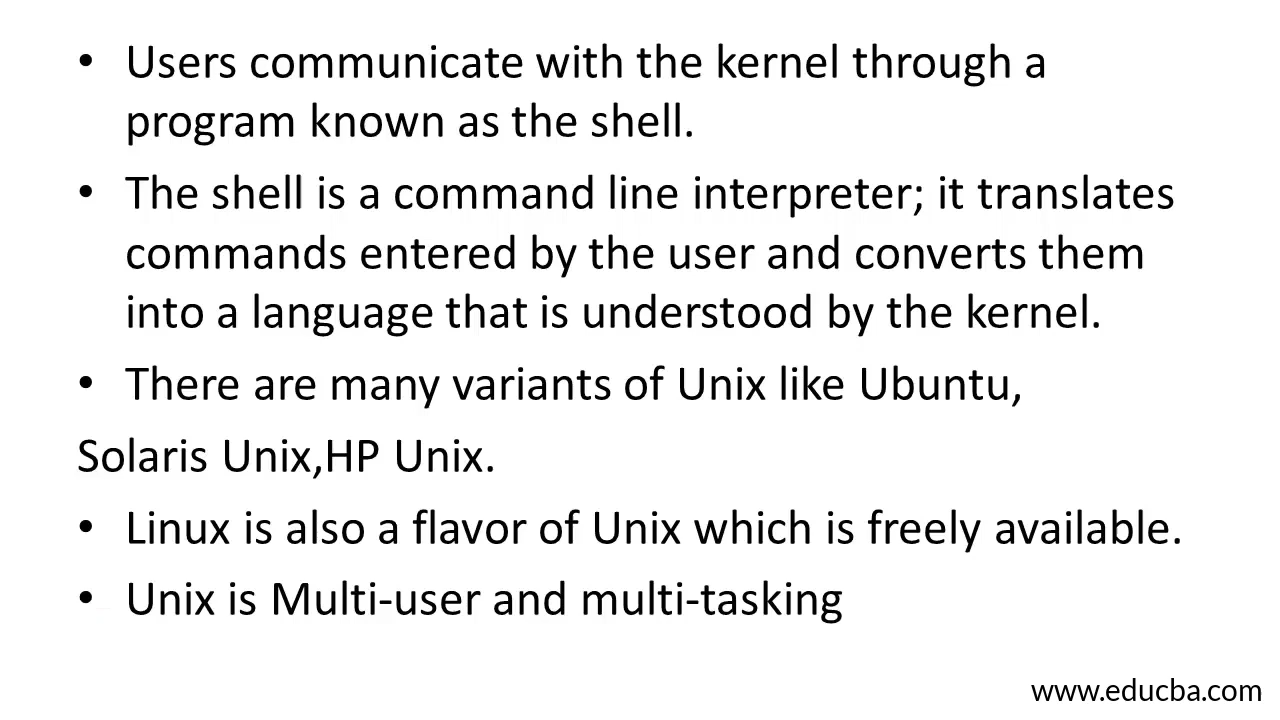 • Users communicate with the kernel through a
program known as the shell.
• The shell is a command line interpreter; it translates
commands entered by the user and converts them
into a language that is understood by the kernel.
• There are many variants of Unix like Ubuntu,
Solaris Unix,HP Unix.
• Linux is also a flavor of Unix which is freely available.
• Unix is Multi-user and multi-tasking
www.educba.com